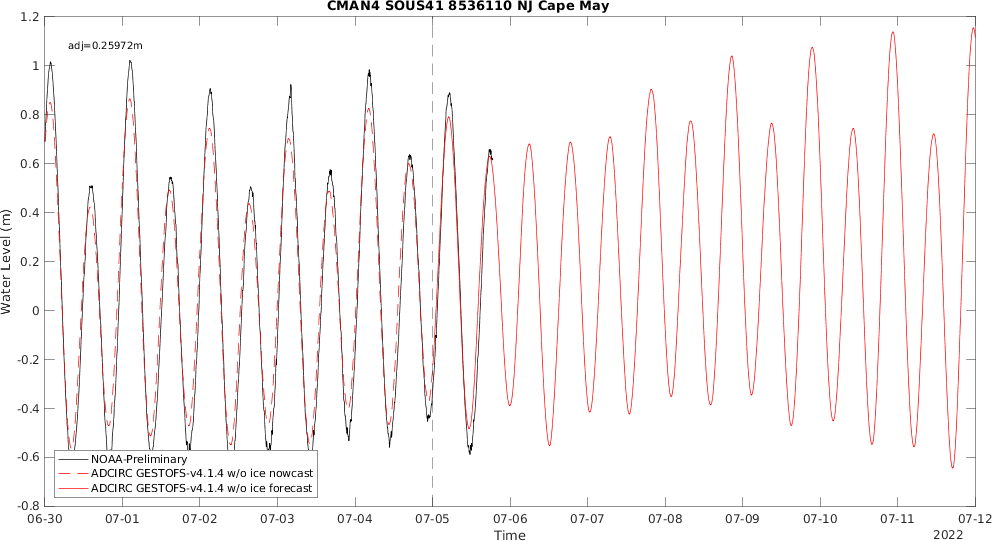 CMAN4 SOUS41 8536110 NJ Cape May
adj=0.25972m
1.2
1
0.8
0.6
0.4
0.2
0
-0.2
-0.4
-0.6
-0.8
Water Level (m)
NOAA-Preliminary
ADCIRC GESTOFS-v4.1.4 w/o ice nowcast
ADCIRC GESTOFS-v4.1.4 w/o ice forecast
06-30 07-01 07-02 07-03 07-04 07-05 07-06 07-07 07-08 07-09 07-10 07-11 07-12
Time
2022